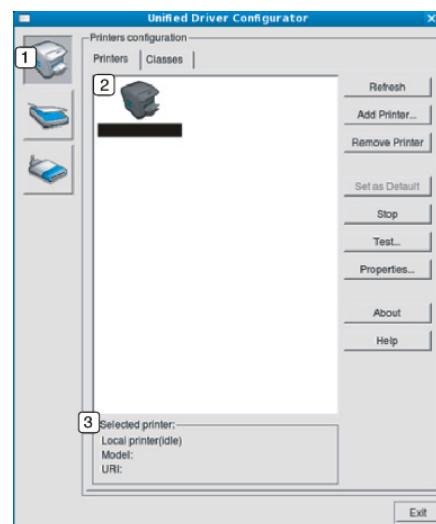 Unified Driver Configurator
Printers configuration
1
Printers
Classes
2
Refresh
Add Printer...
Remove Printer
Set as Default
Stop
Test...
Properties...
About
Help
3
Selected printer:
Local printer(idle)
Model:
URI:
Exit